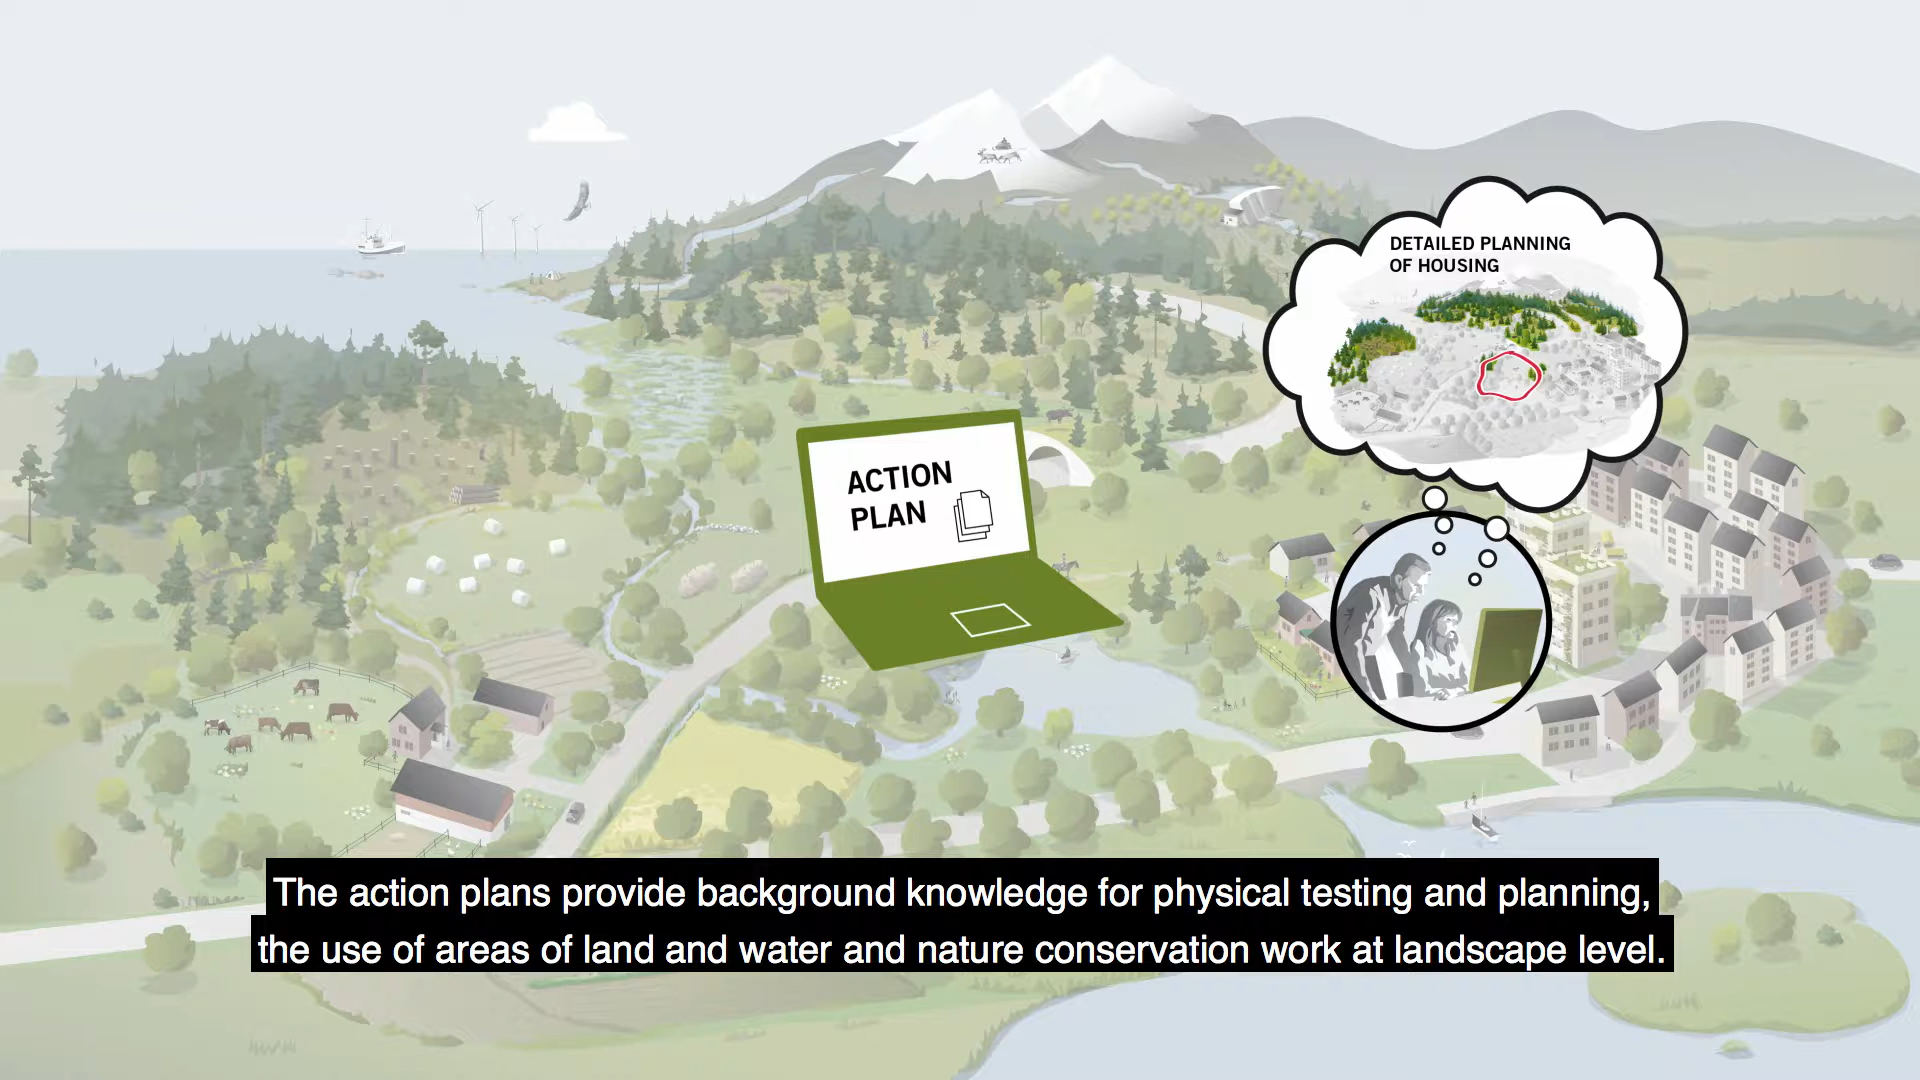 DETAILED PLANNING
OF HOUSING
ACTION
PLAN
The action plans provide background knowledge for physical testing and planning,
the use of areas of land and water and nature conservation work at landscape level.